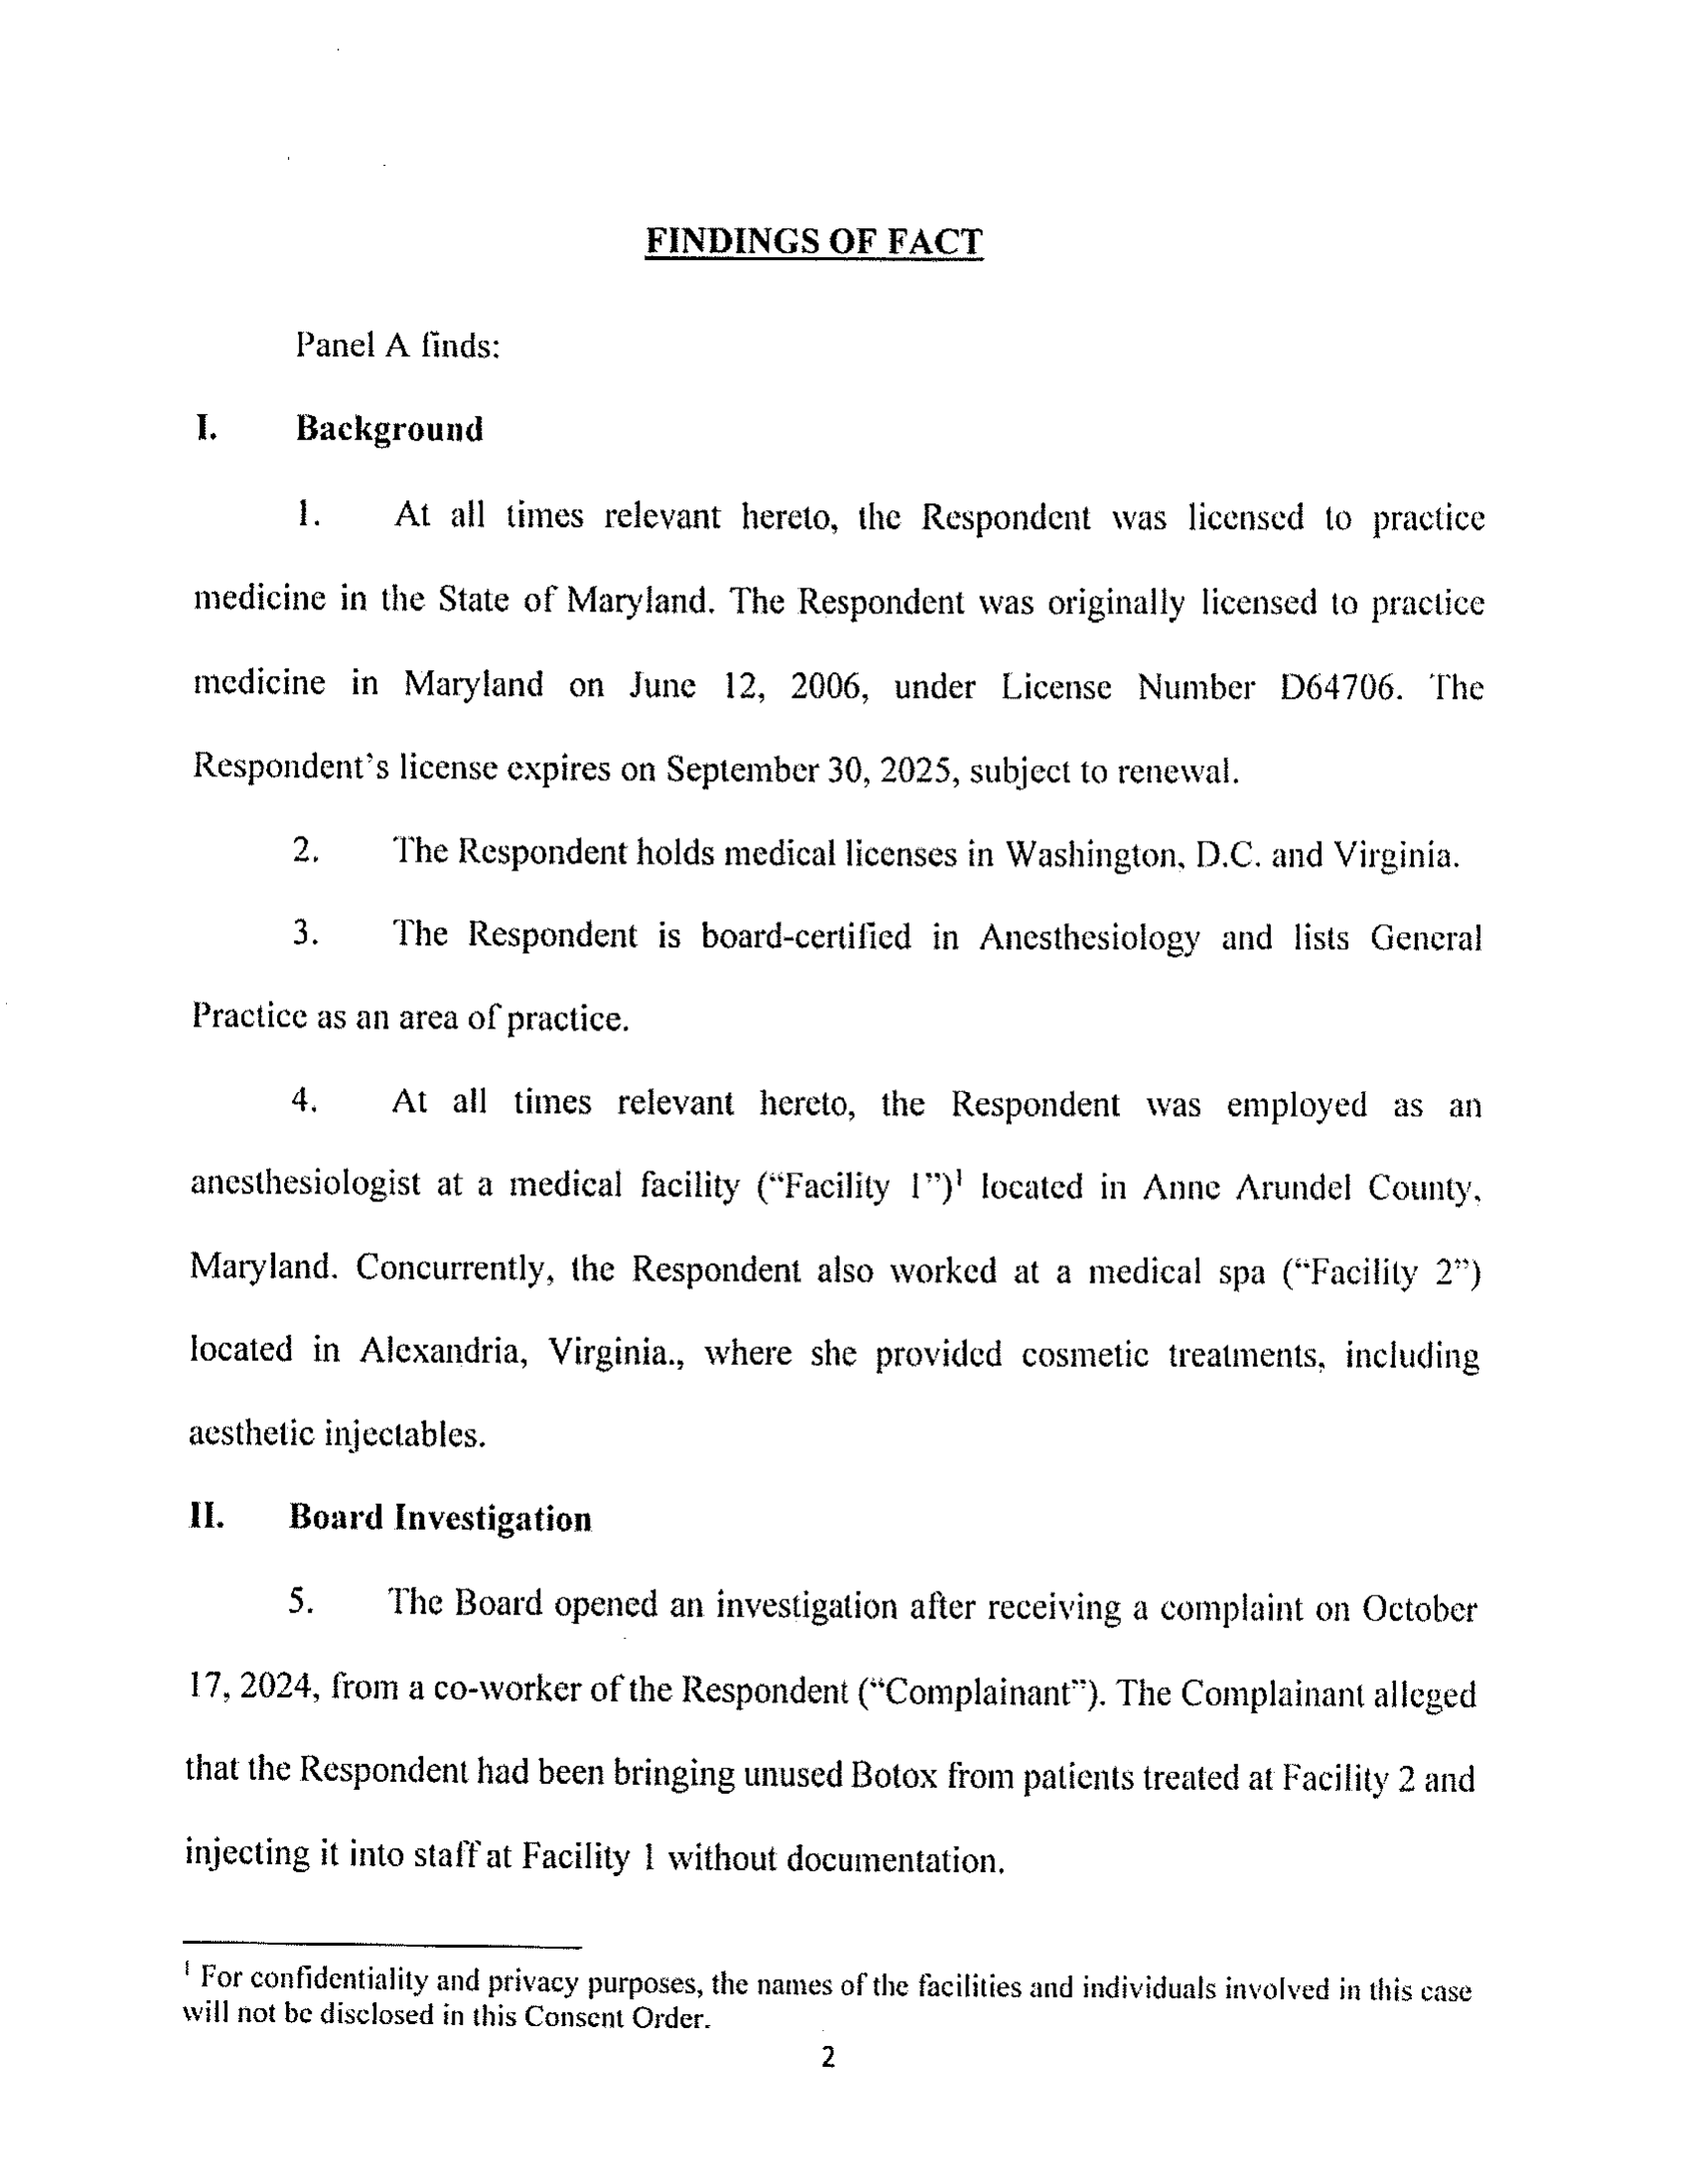 FINDINGS OF FACT
Panel A finds:
I. Background
1. At all times relevant hereto, the Respondent was licensed to practice
medicine in the State of Maryland. The Respondent was originally licensed to practice
medicine in Maryland on June 12, 2006, under License Number D64706. The
Respondent's license expires on September 30, 2025, subject to renewal.
2. The Respondent holds medical licenses in Washington, D.C. and Virginia.
3. The Respondent is board-certified in Anesthesiology and lists General
Practice as an area of practice.
4. At all times relevant hereto, the Respondent was employed as an
anesthesiologist at a medical facility (“Facility 1”)¹ located in Anne Arundel County,
Maryland. Concurrently, the Respondent also worked at a medical spa (“Facility 2”)
located in Alexandria, Virginia., where she provided cosmetic treatments, including
aesthetic injectables.
II. Board Investigation
5. The Board opened an investigation after receiving a complaint on October
17, 2024, from a co-worker of the Respondent (“Complainant”). The Complainant alleged
that the Respondent had been bringing unused Botox from patients treated at Facility 2 and
injecting it into staff at Facility 1 without documentation.
¹ For confidentiality and privacy purposes, the names of the facilities and individuals involved in this case
will not be disclosed in this Consent Order.
2